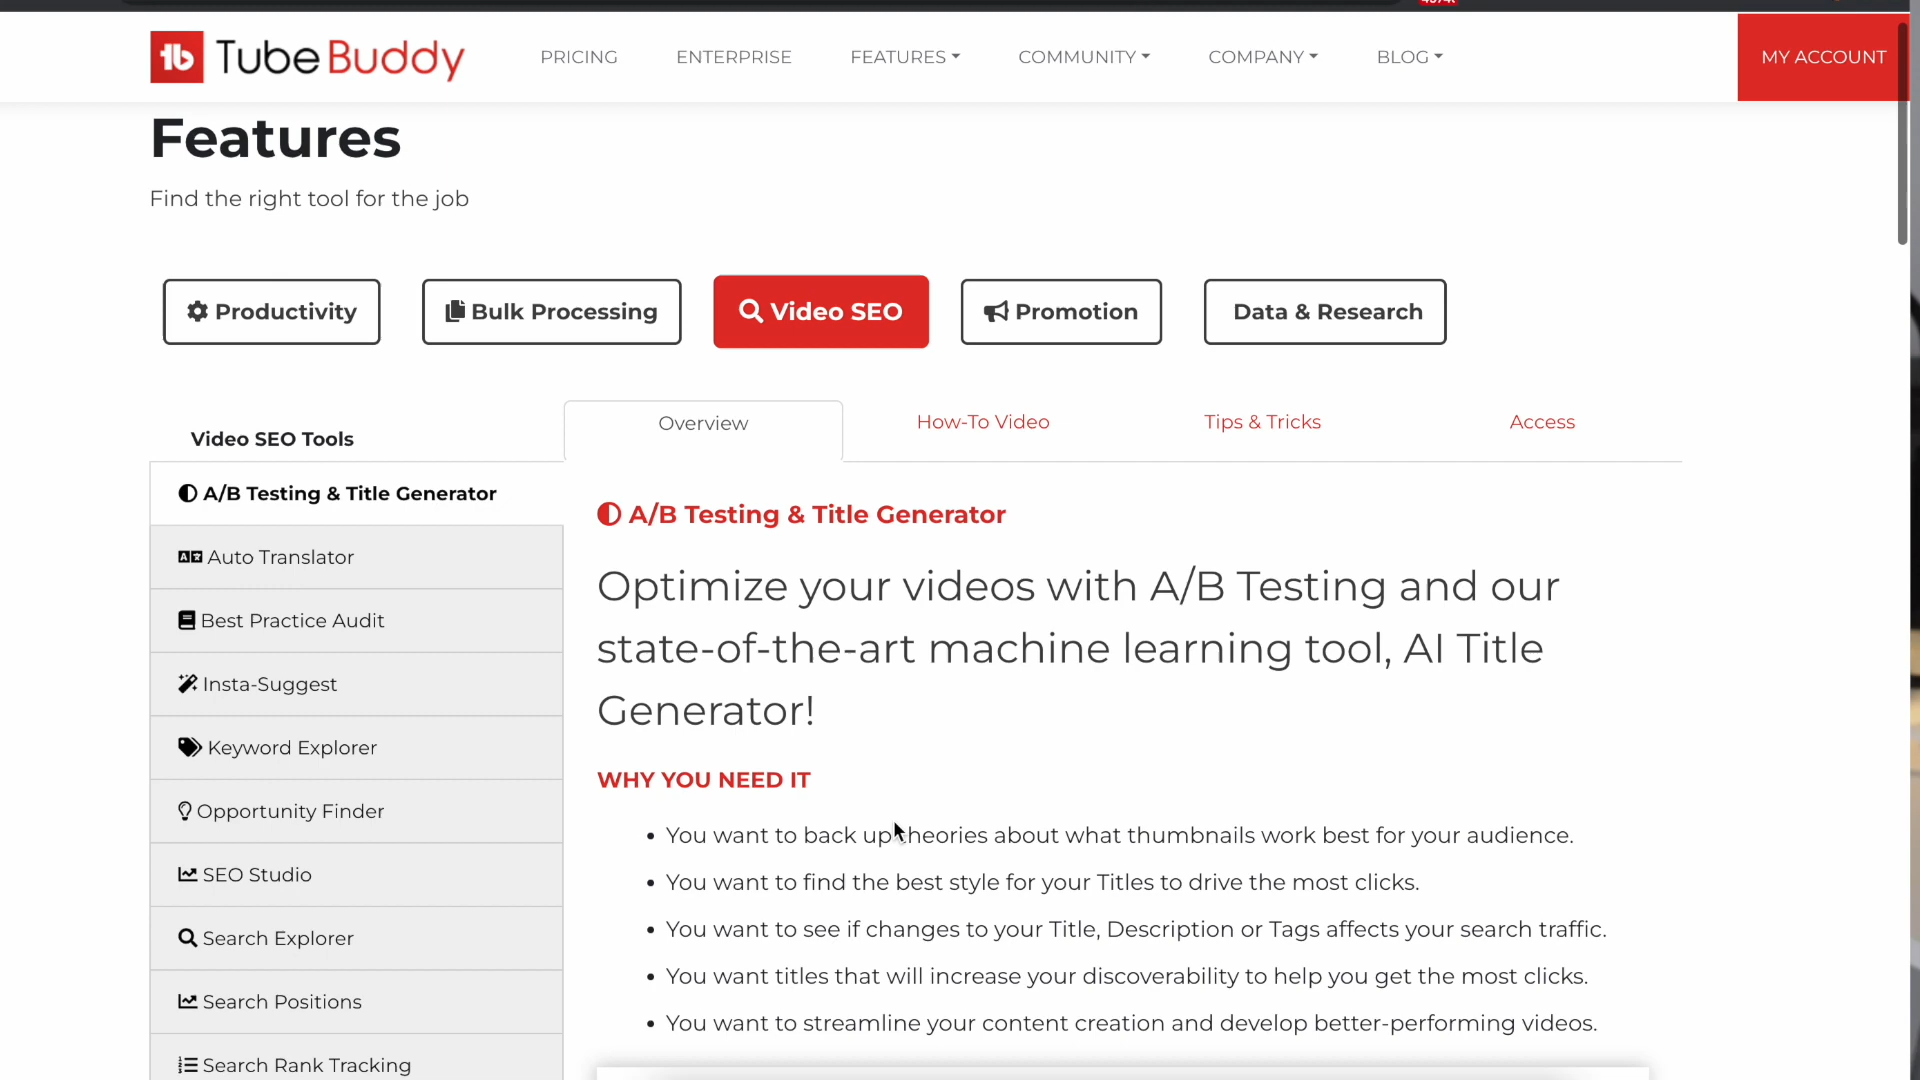 TubeBuddy
PRICING
ENTERPRISE
FEATURES
COMMUNITY
COMPANY
BLOG
MY ACCOUNT
Features
Find the right tool for the job
Productivity
Bulk Processing
Video SEO
Promotion
Data & Research
Video SEO Tools
A/B Testing & Title Generator
Auto Translator
Best Practice Audit
Insta-Suggest
Keyword Explorer
Opportunity Finder
SEO Studio
Search Explorer
Search Positions
Search Rank Tracking
Overview
How-To Video
Tips & Tricks
Access
A/B Testing & Title Generator
Optimize your videos with A/B Testing and our
state-of-the-art machine learning tool, AI Title
Generator!
WHY YOU NEED IT
• You want to back up theories about what thumbnails work best for your audience.
• You want to find the best style for your Titles to drive the most clicks.
• You want to see if changes to your Title, Description or Tags affects your search traffic.
• You want titles that will increase your discoverability to help you get the most clicks.
• You want to streamline your content creation and develop better-performing videos.